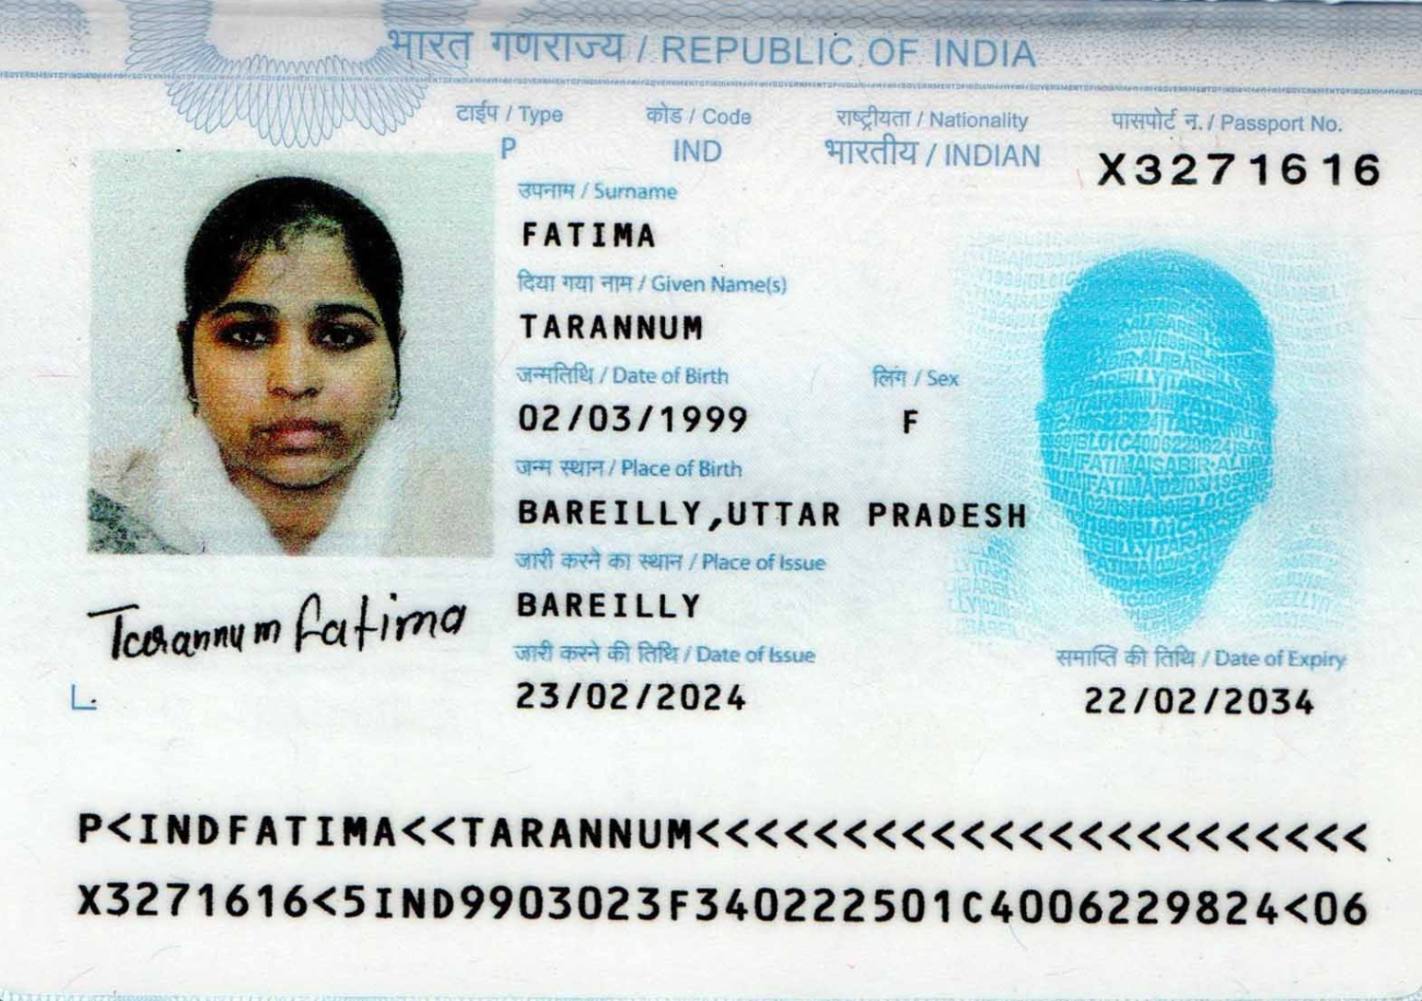 भारत गणराज्य / REPUBLIC OF INDIA
टाईप / Type कोड / Code राष्ट्रीयता / Nationality पासपोर्ट न. / Passport No.
P IND भारतीय / INDIAN X3271616
उपनाम / Surname
FATIMA
दिया गया नाम / Given Name(s)
TARANNUM
जन्मतिथि / Date of Birth लिंग / Sex
02/03/1999 F
जन्म स्थान / Place of Birth
BAREILLY,UTTAR PRADESH
जारी करने का स्थान / Place of Issue
BAREILLY
Tarannum fatima
जारी करने की तिथि / Date of Issue समाप्ति की तिथि / Date of Expiry
23/02/2024 22/02/2034
P<INDFATIMA<<TARANNUM<<<<<<<<<<<<<<<<<<<<<<<
X3271616<5IND9903023F340222501C4006229824<06